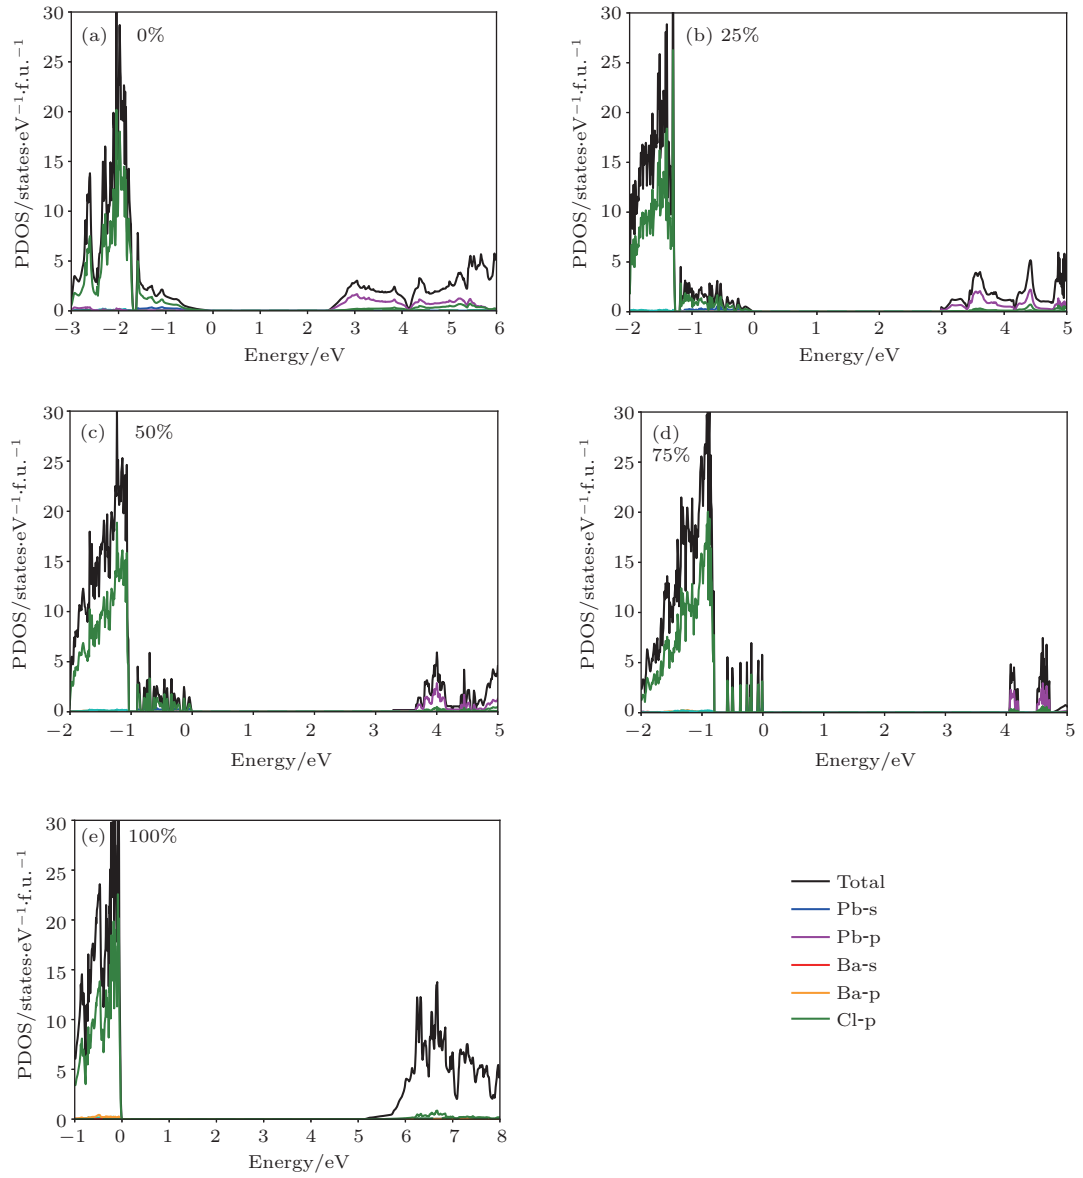 (a) 0%
30
25
20
15
10
5
0
PDOS/states·eV⁻¹·f.u.⁻¹
−3 −2 −1 0 1 2 3 4 5 6
Energy/eV
(b) 25%
30
25
20
15
10
5
0
PDOS/states·eV⁻¹·f.u.⁻¹
−2 −1 0 1 2 3 4 5
Energy/eV
(c) 50%
30
25
20
15
10
5
0
PDOS/states·eV⁻¹·f.u.⁻¹
−2 −1 0 1 2 3 4 5
Energy/eV
(d)
75%
30
25
20
15
10
5
0
PDOS/states·eV⁻¹·f.u.⁻¹
−2 −1 0 1 2 3 4 5
Energy/eV
(e) 100%
30
25
20
15
10
5
0
PDOS/states·eV⁻¹·f.u.⁻¹
−1 0 1 2 3 4 5 6 7 8
Energy/eV
Total
Pb-s
Pb-p
Ba-s
Ba-p
Cl-p